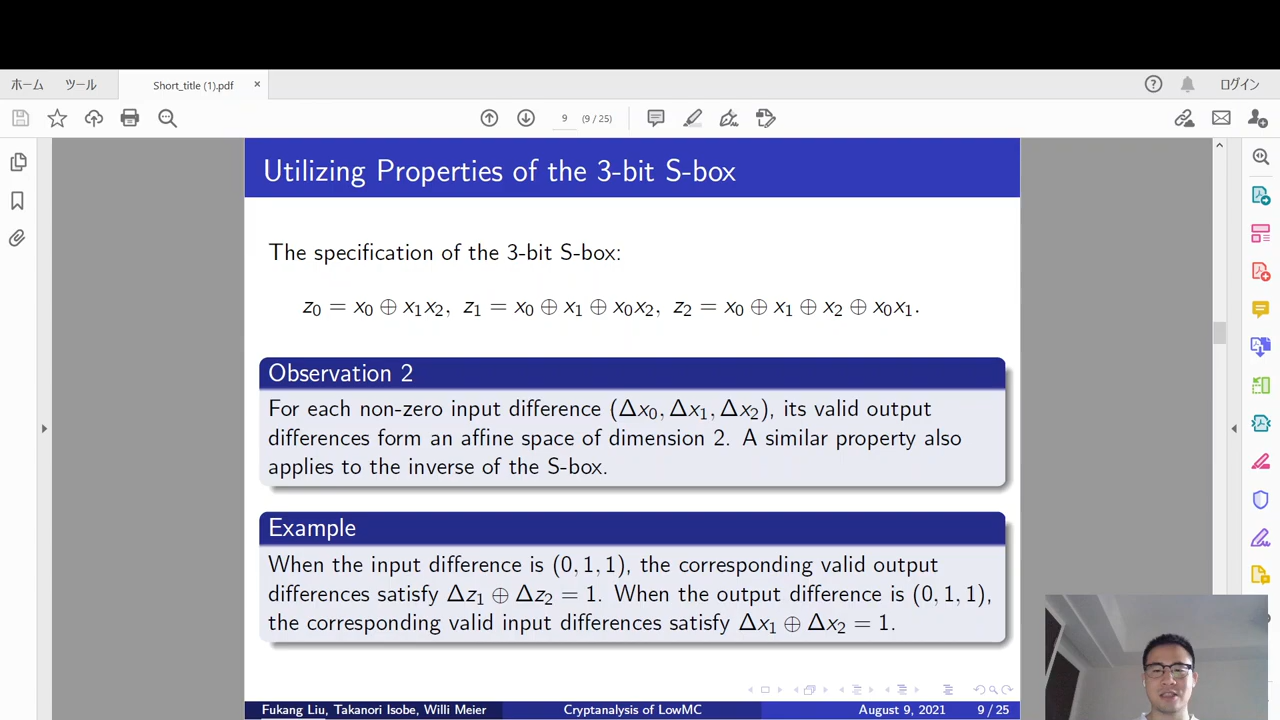 ホーム ツール Short_title (1).pdf × ログイン
9 (9 / 25)
Utilizing Properties of the 3-bit S-box
The specification of the 3-bit S-box:
z₀ = x₀ ⊕ x₁x₂, z₁ = x₀ ⊕ x₁ ⊕ x₀x₂, z₂ = x₀ ⊕ x₁ ⊕ x₂ ⊕ x₀x₁.
Observation 2
For each non-zero input difference (Δx₀, Δx₁, Δx₂), its valid output
differences form an affine space of dimension 2. A similar property also
applies to the inverse of the S-box.
Example
When the input difference is (0, 1, 1), the corresponding valid output
differences satisfy Δz₁ ⊕ Δz₂ = 1. When the output difference is (0, 1, 1),
the corresponding valid input differences satisfy Δx₁ ⊕ Δx₂ = 1.
Fukang Liu, Takanori Isobe, Willi Meier Cryptanalysis of LowMC August 9, 2021 9 / 25